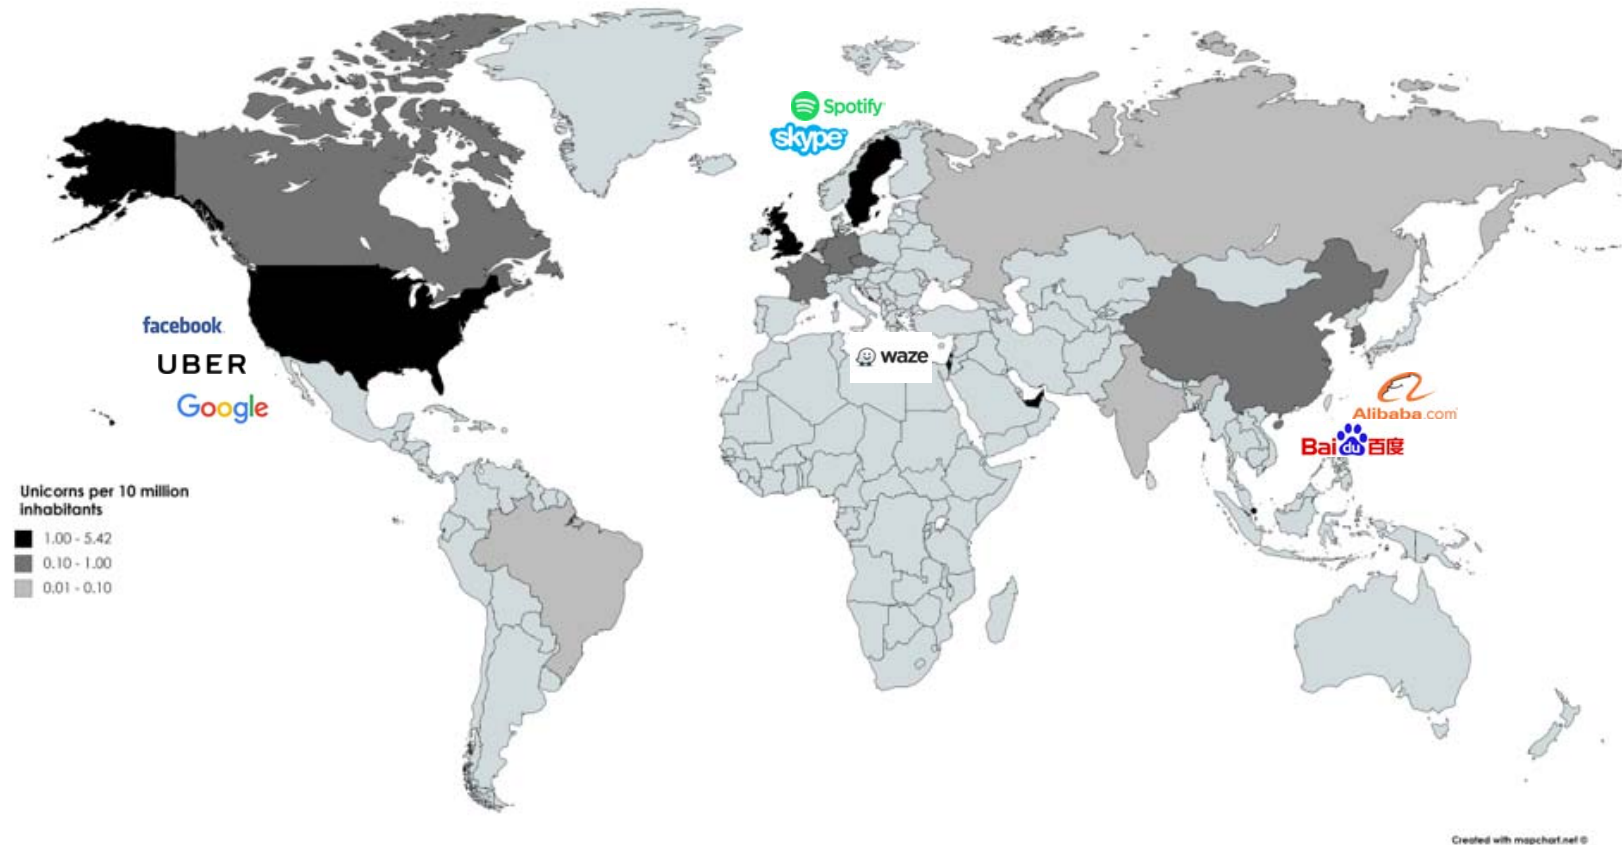 Spotify
skype
facebook
UBER
Google
waze
Alibaba.com
Bai du 百度
Unicorns per 10 million
inhabitants
1.00 - 5.42
0.10 - 1.00
0.01 - 0.10
Created with mapchart.net ©